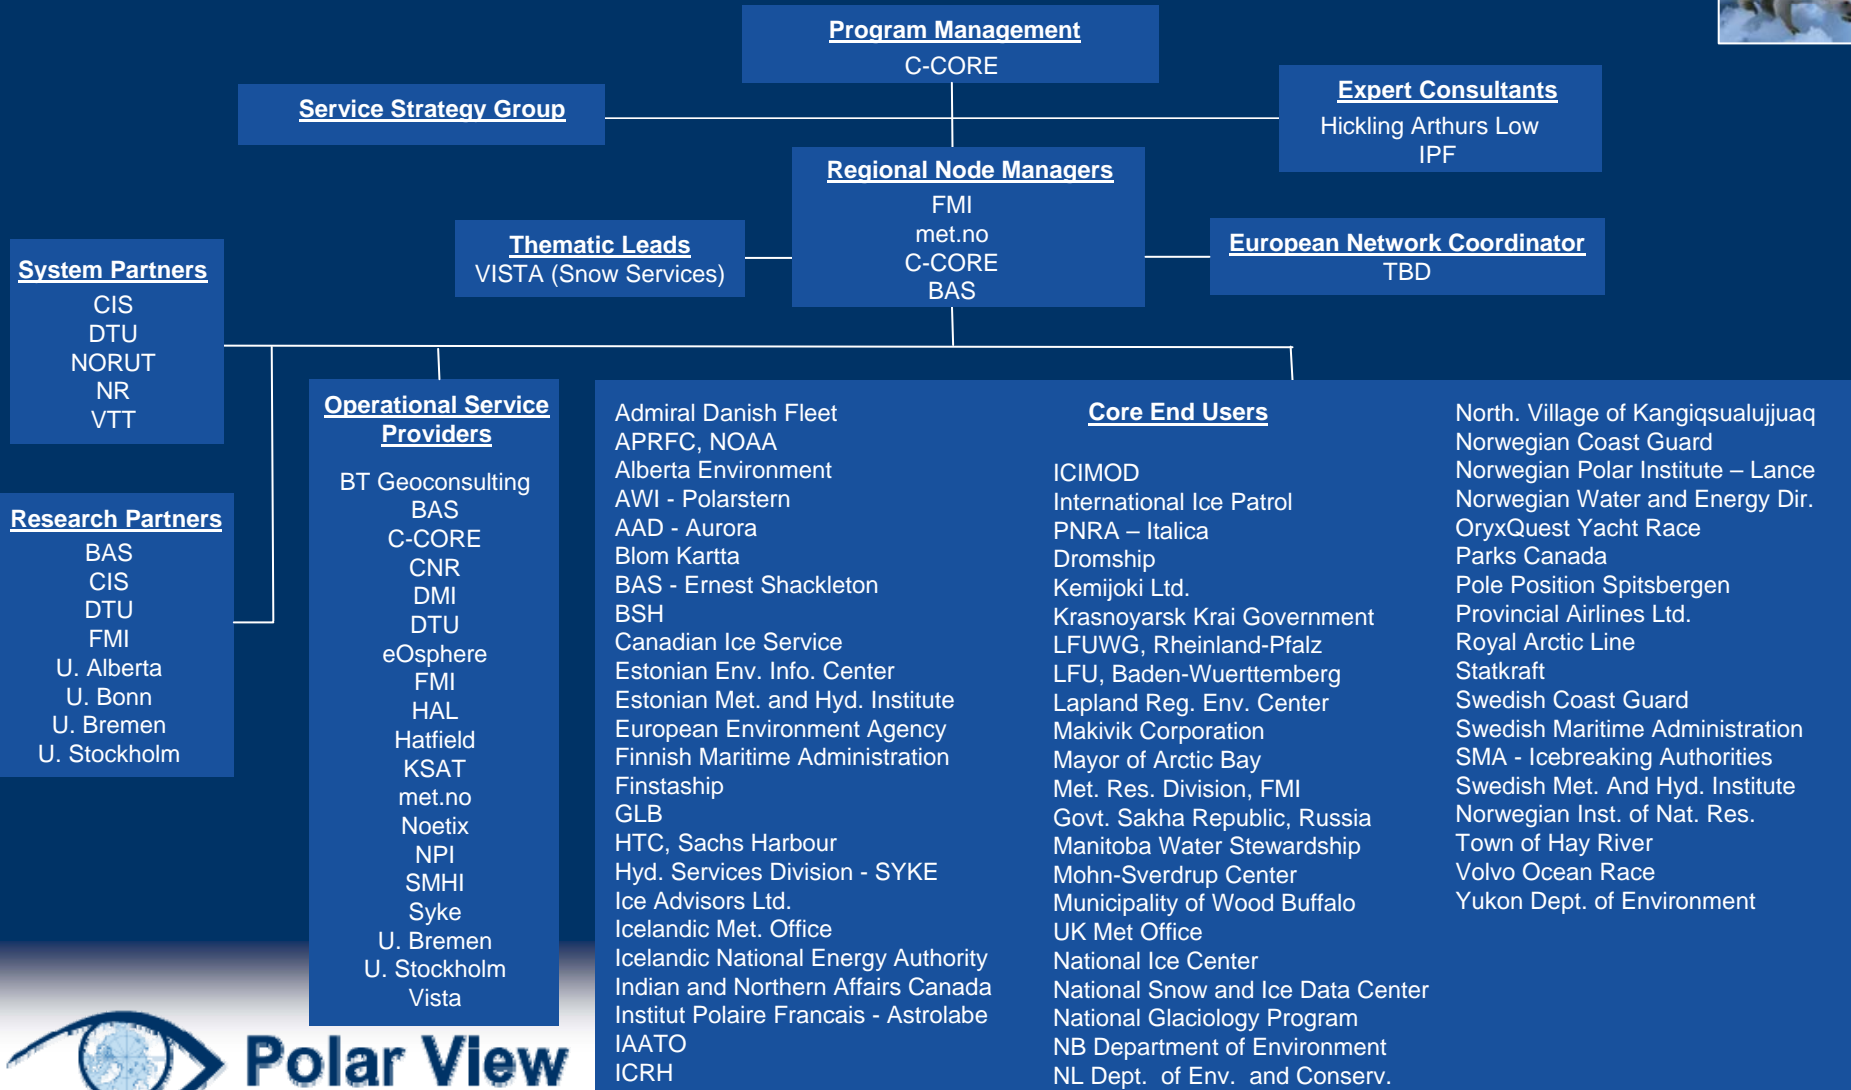 Program Management
C-CORE
Service Strategy Group
Expert Consultants
Hickling Arthurs Low
IPF
Regional Node Managers
FMI
met.no
C-CORE
BAS
Thematic Leads
VISTA (Snow Services)
European Network Coordinator
TBD
System Partners
CIS
DTU
NORUT
NR
VTT
Research Partners
BAS
CIS
DTU
FMI
U. Alberta
U. Bonn
U. Bremen
U. Stockholm
Operational Service
Providers
BT Geoconsulting
BAS
C-CORE
CNR
DMI
DTU
eOsphere
FMI
HAL
Hatfield
KSAT
met.no
Noetix
NPI
SMHI
Syke
U. Bremen
U. Stockholm
Vista
Core End Users
Admiral Danish Fleet
APRFC, NOAA
Alberta Environment
AWI - Polarstern
AAD - Aurora
Blom Kartta
BAS - Ernest Shackleton
BSH
Canadian Ice Service
Estonian Env. Info. Center
Estonian Met. and Hyd. Institute
European Environment Agency
Finnish Maritime Administration
Finstaship
GLB
HTC, Sachs Harbour
Hyd. Services Division - SYKE
Ice Advisors Ltd.
Icelandic Met. Office
Icelandic National Energy Authority
Indian and Northern Affairs Canada
Institut Polaire Francais - Astrolabe
IAATO
ICRH
ICIMOD
International Ice Patrol
PNRA – Italica
Dromship
Kemijoki Ltd.
Krasnoyarsk Krai Government
LFUWG, Rheinland-Pfalz
LFU, Baden-Wuerttemberg
Lapland Reg. Env. Center
Makivik Corporation
Mayor of Arctic Bay
Met. Res. Division, FMI
Govt. Sakha Republic, Russia
Manitoba Water Stewardship
Mohn-Sverdrup Center
Municipality of Wood Buffalo
UK Met Office
National Ice Center
National Snow and Ice Data Center
National Glaciology Program
NB Department of Environment
NL Dept. of Env. and Conserv.
North. Village of Kangiqsualujjuaq
Norwegian Coast Guard
Norwegian Polar Institute – Lance
Norwegian Water and Energy Dir.
OryxQuest Yacht Race
Parks Canada
Pole Position Spitsbergen
Provincial Airlines Ltd.
Royal Arctic Line
Statkraft
Swedish Coast Guard
Swedish Maritime Administration
SMA - Icebreaking Authorities
Swedish Met. And Hyd. Institute
Norwegian Inst. of Nat. Res.
Town of Hay River
Volvo Ocean Race
Yukon Dept. of Environment
Polar View